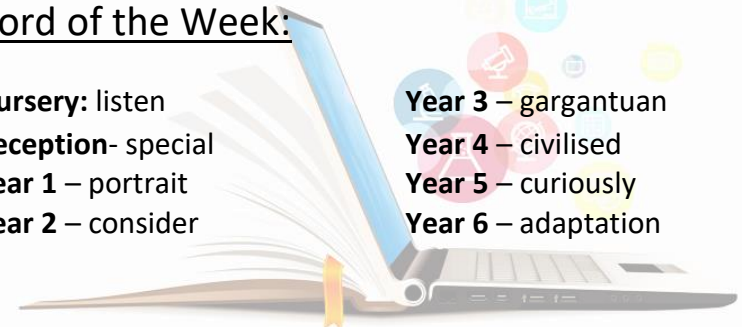 ord of the Week:
ursery: listen
eception- special
ear 1 – portrait
ear 2 – consider
Year 3 – gargantuan
Year 4 – civilised
Year 5 – curiously
Year 6 – adaptation